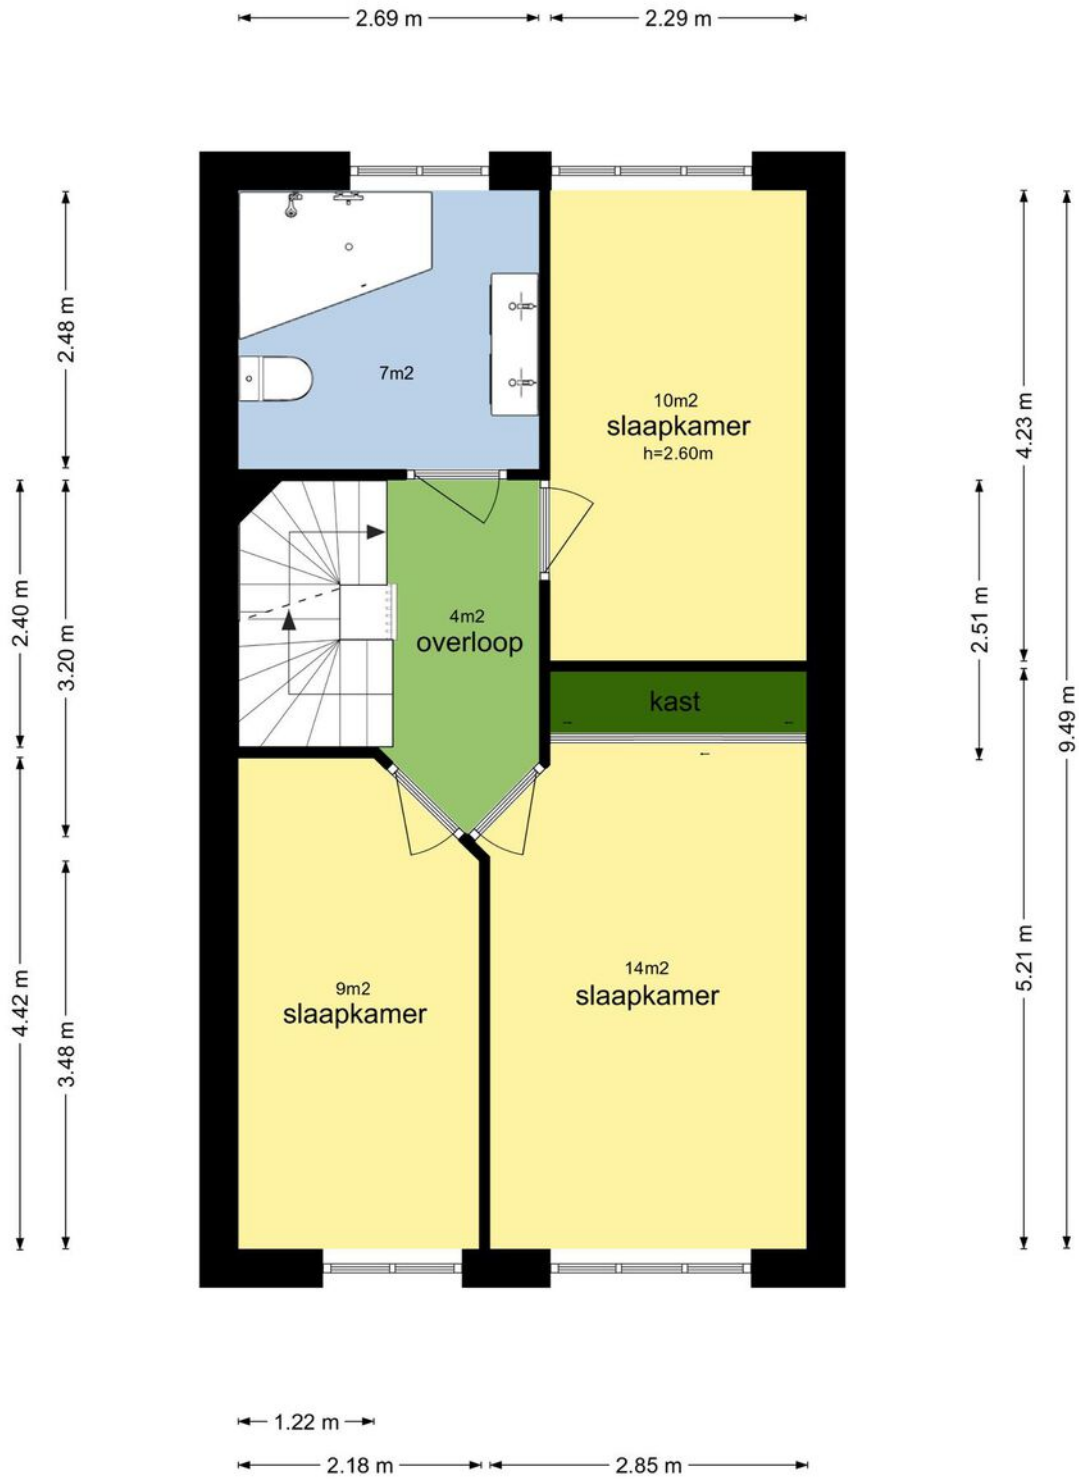 2.69 m
2.29 m
2.48 m
7m2
10m2
slaapkamer
h=2.60m
4.23 m
2.40 m
3.20 m
4m2
overloop
2.51 m
kast
9.49 m
4.42 m
3.48 m
9m2
slaapkamer
14m2
slaapkamer
5.21 m
1.22 m
2.18 m
2.85 m